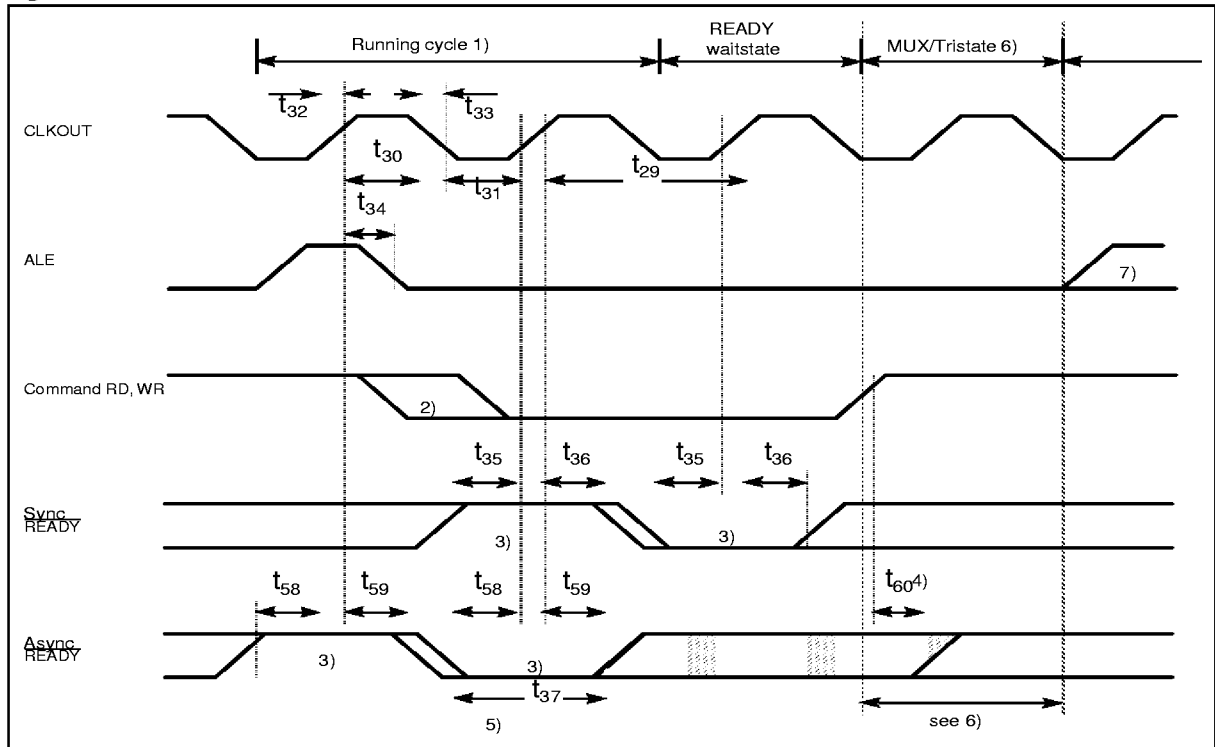 READY
Running cycle 1)
waitstate
MUX/Tristate 6)
t32
t33
CLKOUT
t30
t31
t29
t34
ALE
7)
Command RD, WR
2)
t35
t36
t35
t36
Sync
READY
3)
3)
t58
t59
t58
t59
t60 4)
Async
READY
3)
3)
t37
5)
see 6)